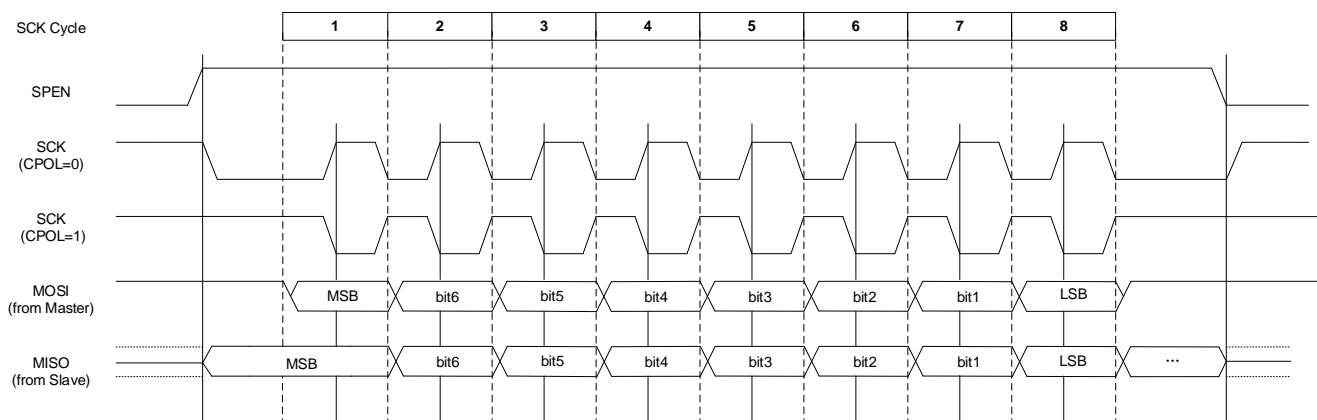 SCK Cycle 1 2 3 4 5 6 7 8
SPEN
SCK
(CPOL=0)
SCK
(CPOL=1)
MOSI
(from Master)
MSB bit6 bit5 bit4 bit3 bit2 bit1 LSB
MISO
(from Slave)
MSB bit6 bit5 bit4 bit3 bit2 bit1 LSB ...